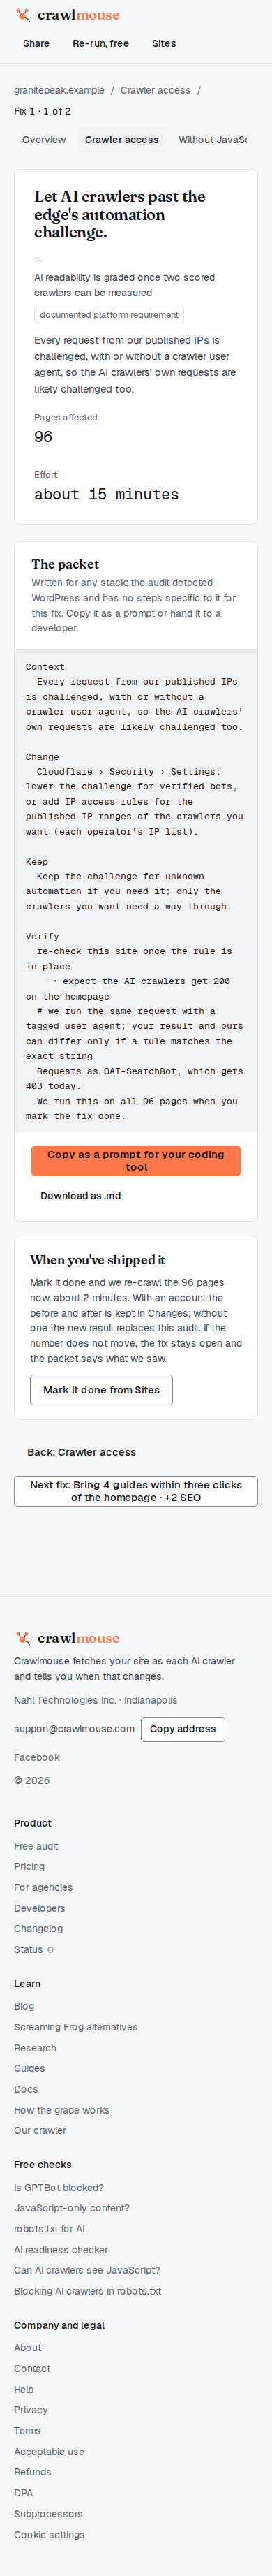 crawlmouse
Share Re-run, free Sites
granitepeak.example / Crawler access /
Fix 1 · 1 of 2
Overview Crawler access Without JavaSc
Let AI crawlers past the
edge's automation
challenge.
–
AI readability is graded once two scored
crawlers can be measured
documented platform requirement
Every request from our published IPs is
challenged, with or without a crawler user
agent, so the AI crawlers' own requests are
likely challenged too.
Pages affected
96
Effort
about 15 minutes
The packet
Written for any stack; the audit detected
WordPress and has no steps specific to it for
this fix. Copy it as a prompt or hand it to a
developer.
Context
Every request from our published IPs
is challenged, with or without a
crawler user agent, so the AI crawlers'
own requests are likely challenged too.
Change
Cloudflare › Security › Settings:
lower the challenge for verified bots,
or add IP access rules for the
published IP ranges of the crawlers you
want (each operator's IP list).
Keep
Keep the challenge for unknown
automation if you need it; only the
crawlers you want need a way through.
Verify
re-check this site once the rule is
in place
→ expect the AI crawlers get 200
on the homepage
# we run the same request with a
tagged user agent; your result and ours
can differ only if a rule matches the
exact string
Requests as OAI-SearchBot, which gets
403 today.
We run this on all 96 pages when you
mark the fix done.
Copy as a prompt for your coding
tool
Download as .md
When you've shipped it
Mark it done and we re-crawl the 96 pages
now, about 2 minutes. With an account the
before and after is kept in Changes; without
one the new result replaces this audit. If the
number does not move, the fix stays open and
the packet says what we saw.
Mark it done from Sites
Back: Crawler access
Next fix: Bring 4 guides within three clicks
of the homepage · +2 SEO
crawlmouse
Crawlmouse fetches your site as each AI crawler
and tells you when that changes.
Nahl Technologies Inc. · Indianapolis
support@crawlmouse.com Copy address
Facebook
© 2026
Product
Free audit
Pricing
For agencies
Developers
Changelog
Status
Learn
Blog
Screaming Frog alternatives
Research
Guides
Docs
How the grade works
Our crawler
Free checks
Is GPTBot blocked?
JavaScript-only content?
robots.txt for AI
AI readiness checker
Can AI crawlers see JavaScript?
Blocking AI crawlers in robots.txt
Company and legal
About
Contact
Help
Privacy
Terms
Acceptable use
Refunds
DPA
Subprocessors
Cookie settings